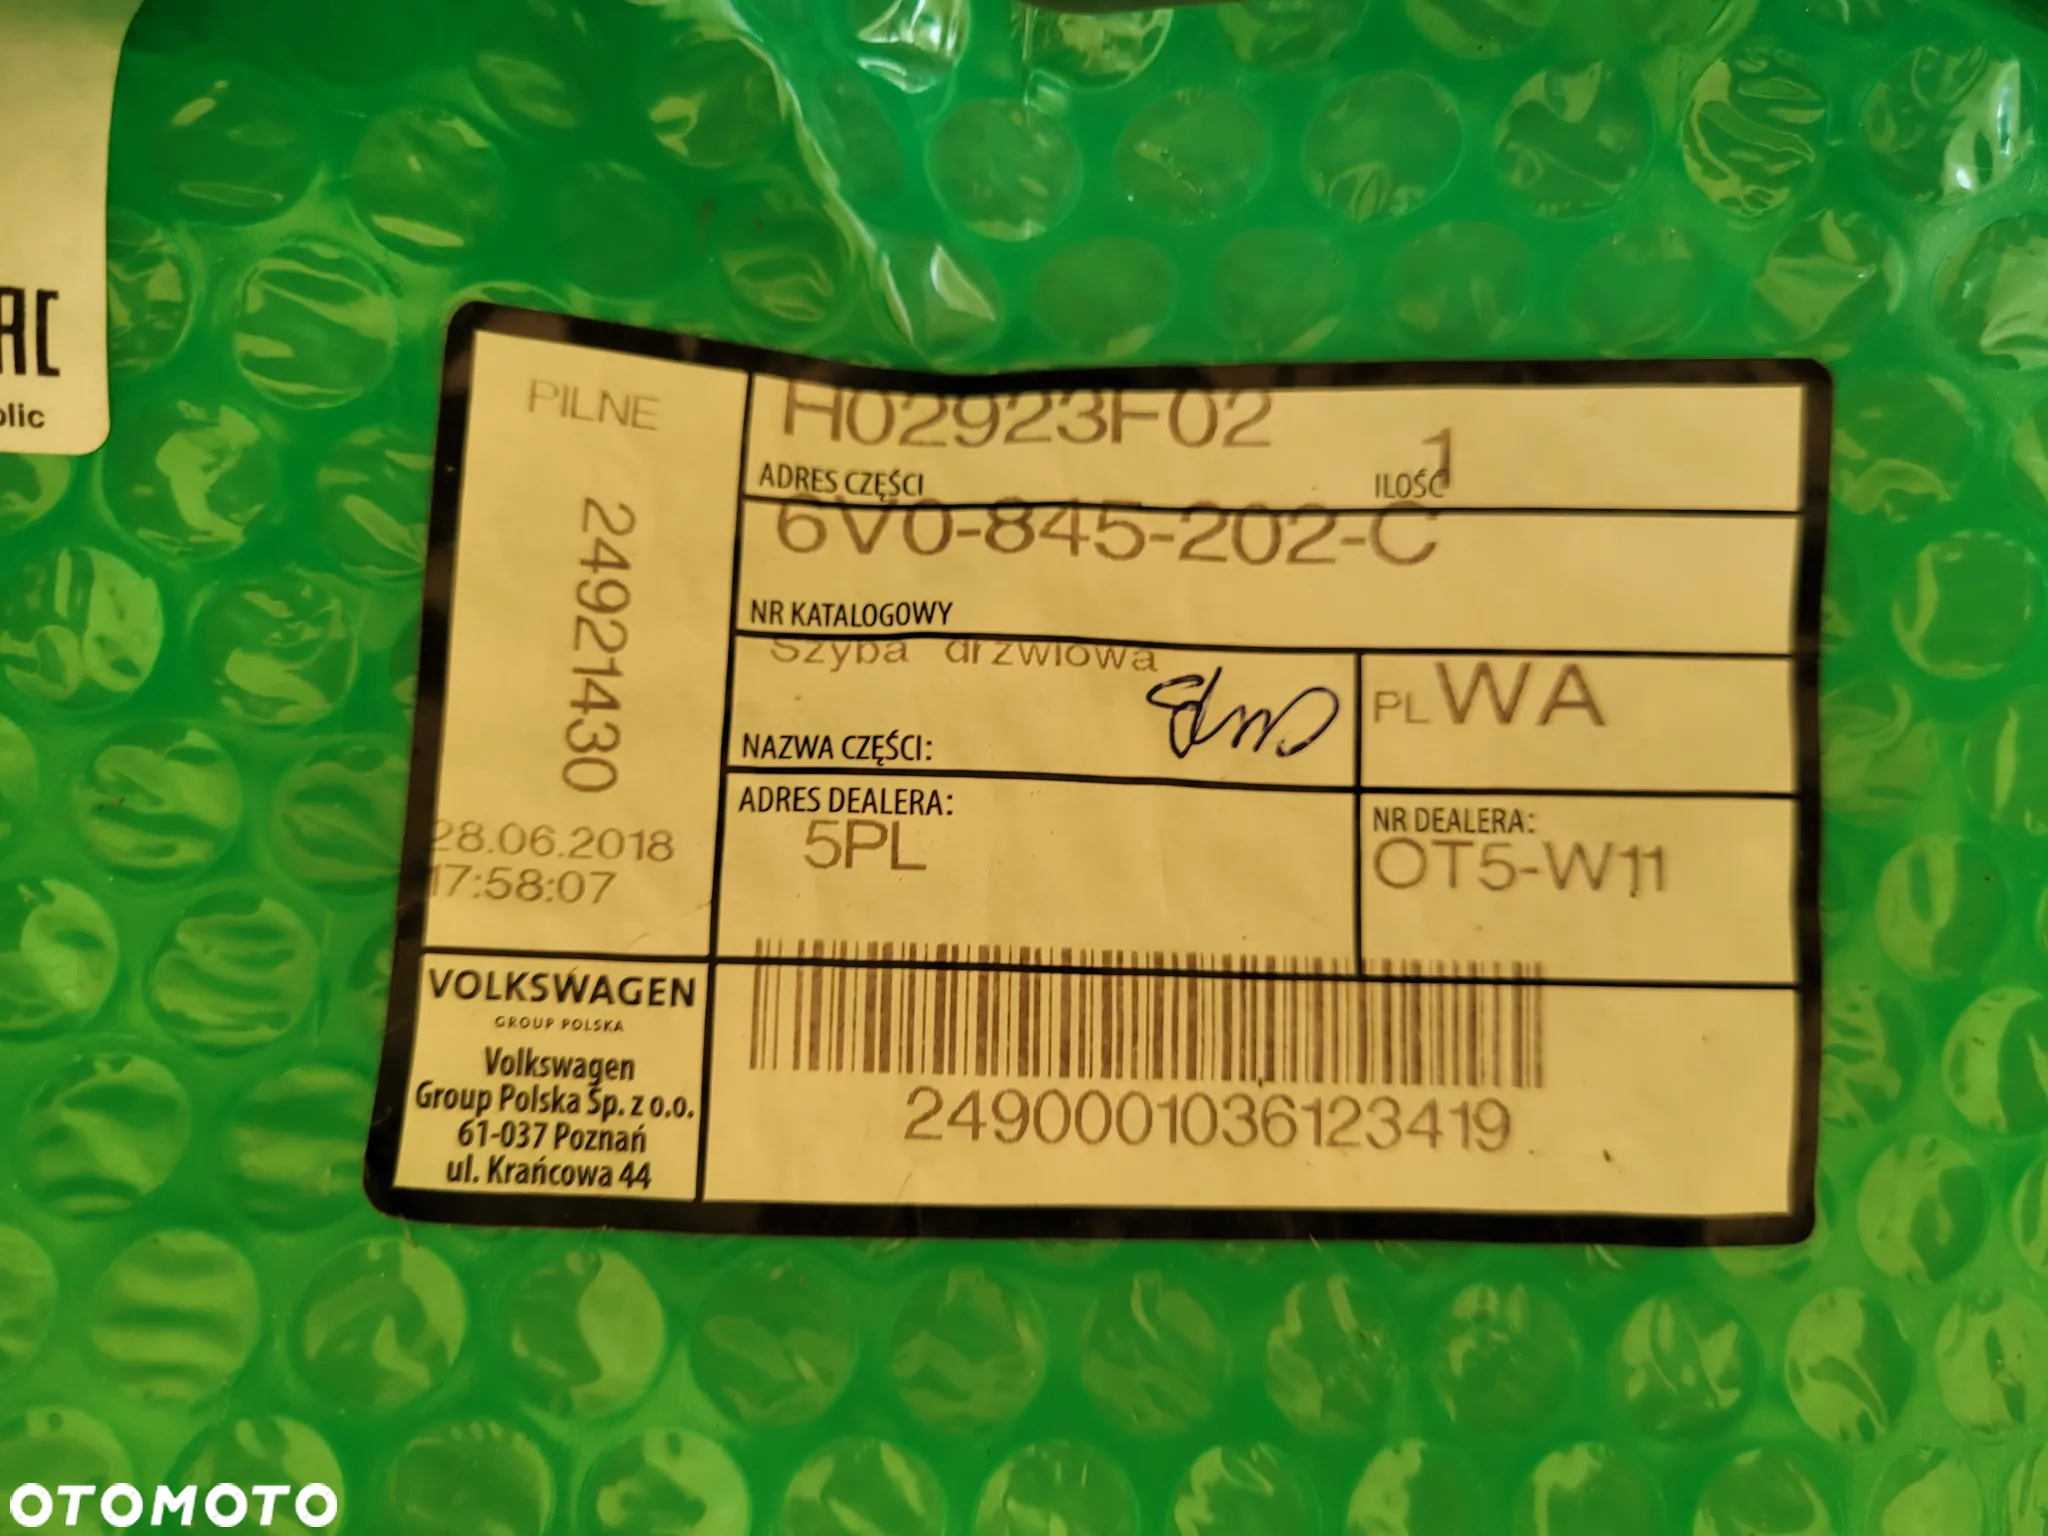 AC
blic
PILNE
24921430
28.06.2018
17:58:07
H02923F02
1
ADRES CZĘŚCI
ILOŚĆ
6V0-845-202-C
NR KATALOGOWY
Szyba drzwiowa
NAZWA CZĘŚCI:
PL WA
ADRES DEALERA:
5PL
NR DEALERA:
OT5-W11
VOLKSWAGEN
GROUP POLSKA
Volkswagen
Group Polska Sp. z o.o.
61-037 Poznań
ul. Krańcowa 44
2490001036123419
OTOMOTO